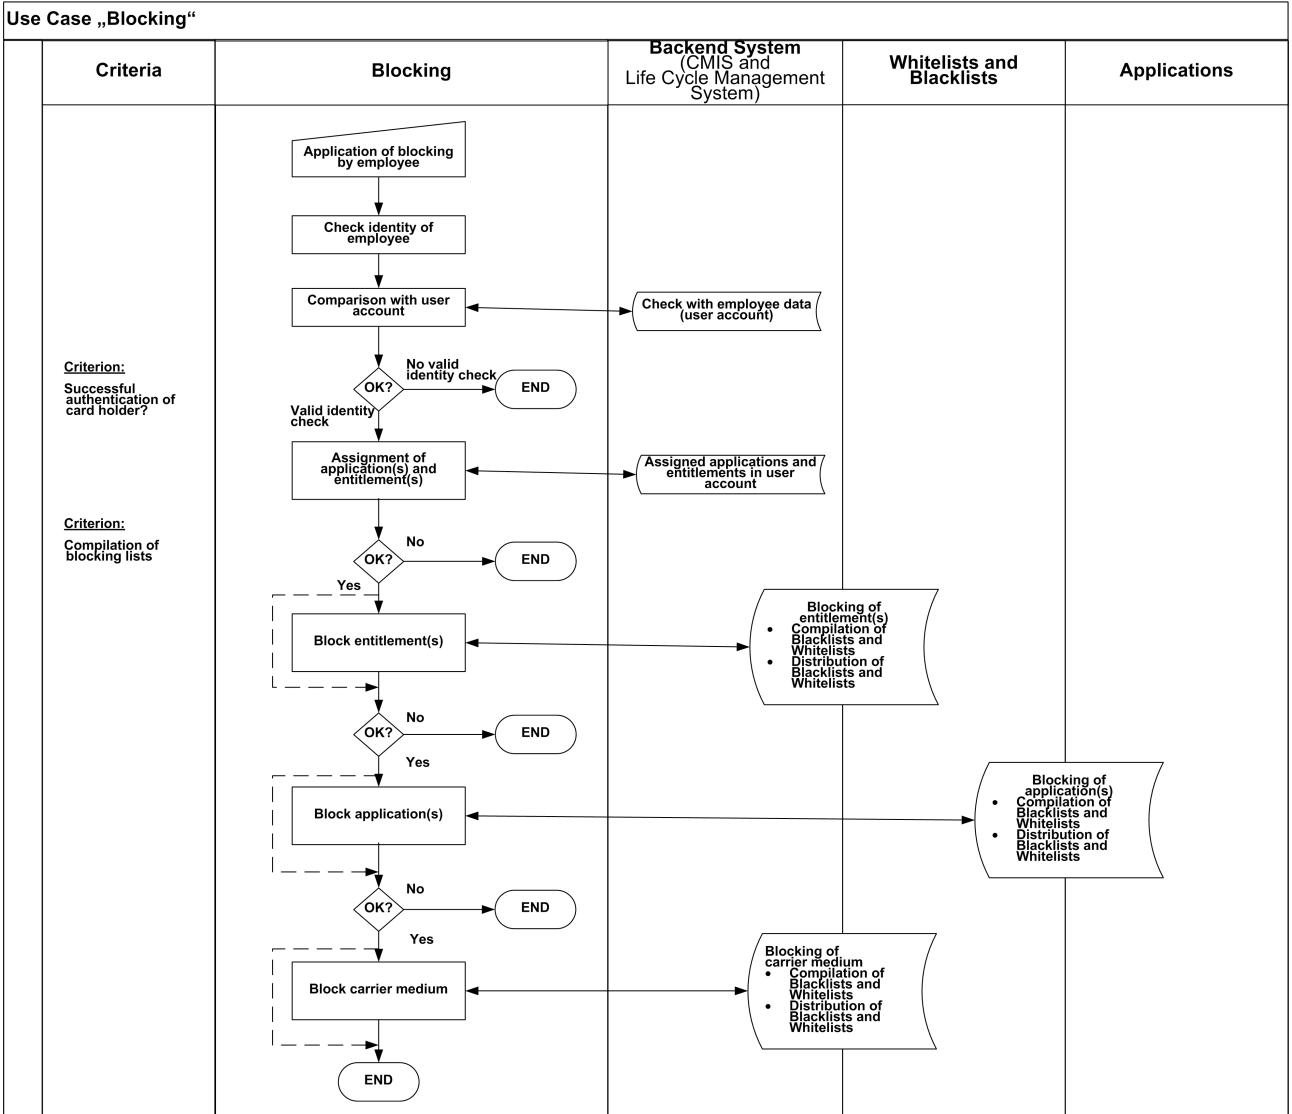 Use Case „Blocking“
Criteria
Blocking
Backend System
(CMIS and
Life Cycle Management
System)
Whitelists and
Blacklists
Applications
Application of blocking
by employee
Check identity of
employee
Comparison with user
account
Check with employee data
(user account)
Criterion:
Successful
authentication of
card holder?
OK?
No valid
identity check
END
Valid identity
check
Assignment of
application(s) and
entitlement(s)
Assigned applications and
entitlements in user
account
Criterion:
Compilation of
blocking lists
OK?
No
END
Yes
Block entitlement(s)
Blocking of
entitlement(s)
• Compilation of
Blacklists and
Whitelists
• Distribution of
Blacklists and
Whitelists
OK?
No
END
Yes
Block application(s)
Blocking of
application(s)
• Compilation of
Blacklists and
Whitelists
• Distribution of
Blacklists and
Whitelists
OK?
No
END
Yes
Block carrier medium
Blocking of
carrier medium
• Compilation of
Blacklists and
Whitelists
• Distribution of
Blacklists and
Whitelists
END